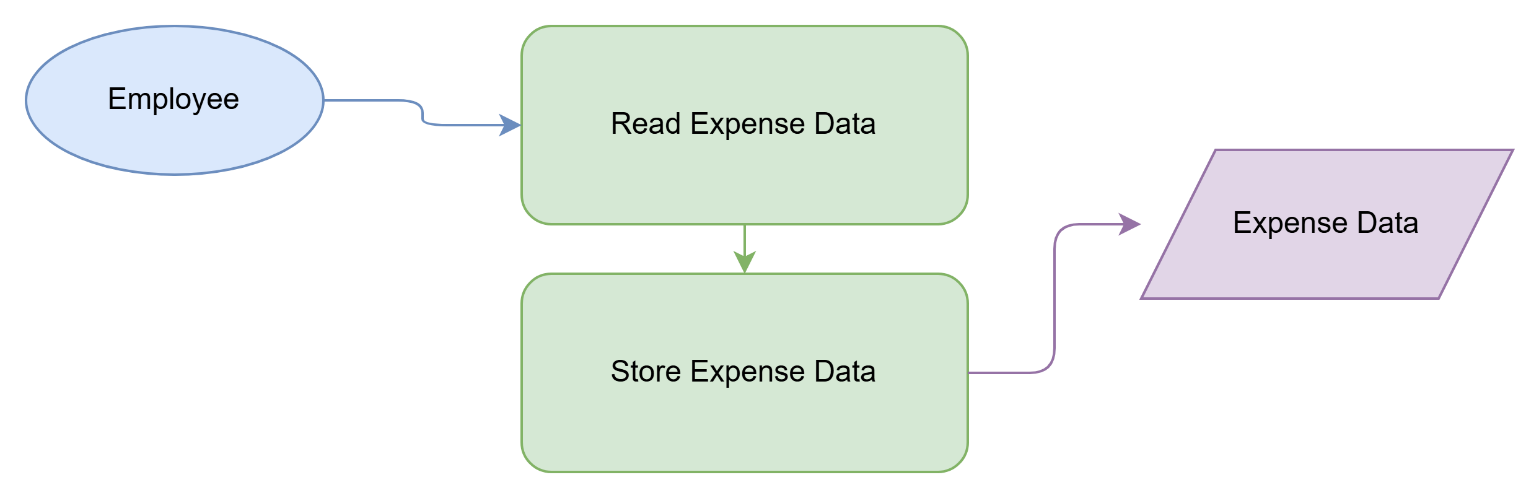 Employee
Read Expense Data
Expense Data
Store Expense Data